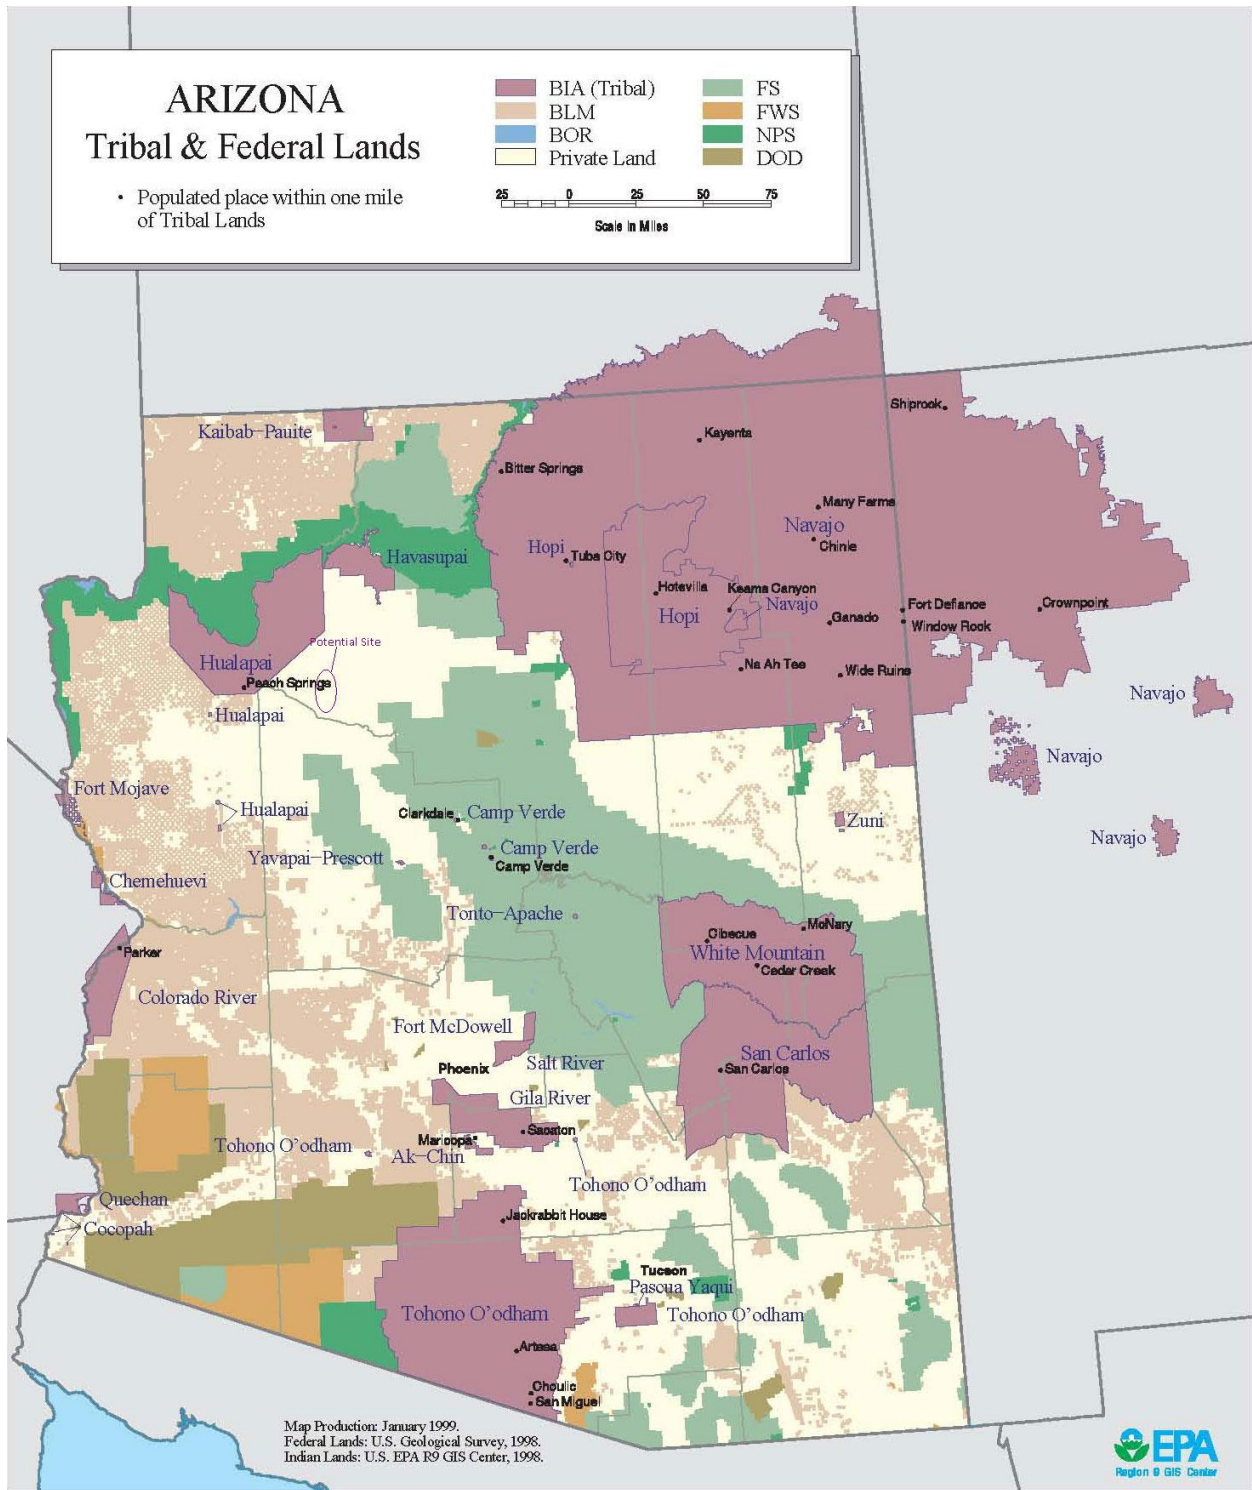 ARIZONA
Tribal & Federal Lands
• Populated place within one mile
of Tribal Lands
BIA (Tribal)
BLM
BOR
Private Land
FS
FWS
NPS
DOD
25 0 25 50 75
Scale in Miles
Shiprock
Kaibab-Pauite
Kayenta
Bitter Springs
Many Farms
Navajo
Chinle
Hopi
Tuba City
Havasupai
Hotevilla
Keams Canyon
Navajo
Hopi
Ganado
Fort Defiance
Window Rock
Crownpoint
Potential Site
Hualapai
Peach Springs
Na Ah Tee
Wide Ruins
Navajo
Hualapai
Navajo
Fort Mojave
Hualapai
Clarkdale
Camp Verde
Zuni
Navajo
Yavapai-Prescott
Camp Verde
Camp Verde
Chemehuevi
Tonto-Apache
McNary
Cibecue
White Mountain
Cedar Creek
Parker
Colorado River
Fort McDowell
Salt River
San Carlos
San Carlos
Phoenix
Gila River
Sacaton
Maricopa
Ak-Chin
Tohono O'odham
Tohono O'odham
Quechan
Cocopah
Jackrabbit House
Tucson
Pascua Yaqui
Tohono O'odham
Tohono O'odham
Artesa
Choulic
San Miguel
Map Production: January 1999.
Federal Lands: U.S. Geological Survey, 1998.
Indian Lands: U.S. EPA R9 GIS Center, 1998.
EPA
Region 9 GIS Center